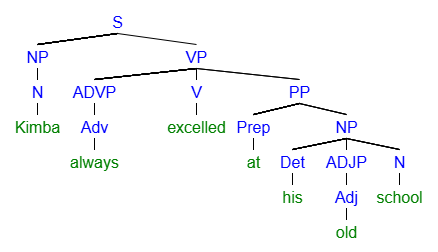 S
NP VP
N ADVP V PP
Kimba Adv excelled Prep NP
always at Det ADJP N
his Adj school
old